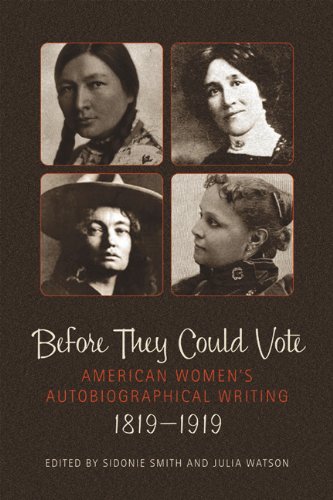 Before They Could Vote
AMERICAN WOMEN'S
AUTOBIOGRAPHICAL WRITING
1819–1919
EDITED BY SIDONIE SMITH AND JULIA WATSON